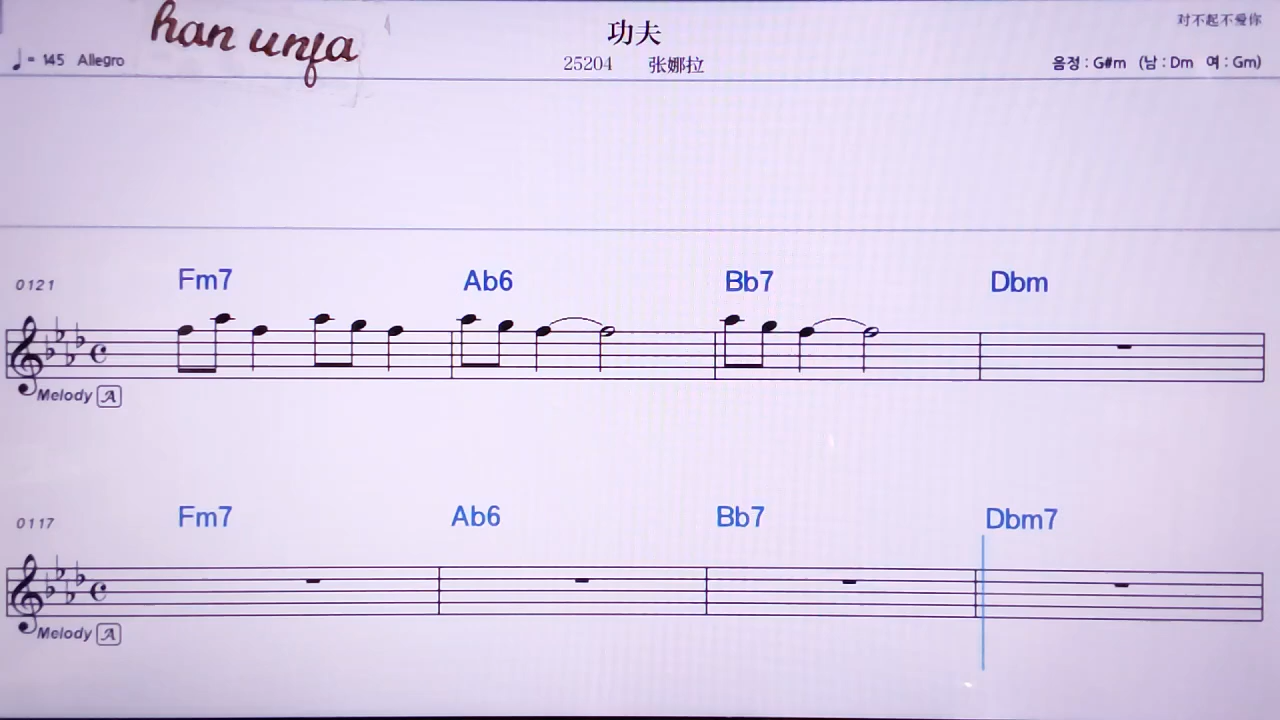 han unfa
功夫
对不起不爱你
♩= 145 Allegro
25204 张娜拉
음정 : G#m (남 : Dm 여 : Gm)
0121 Fm7 Ab6 Bb7 Dbm
Melody A
0117 Fm7 Ab6 Bb7 Dbm7
Melody A